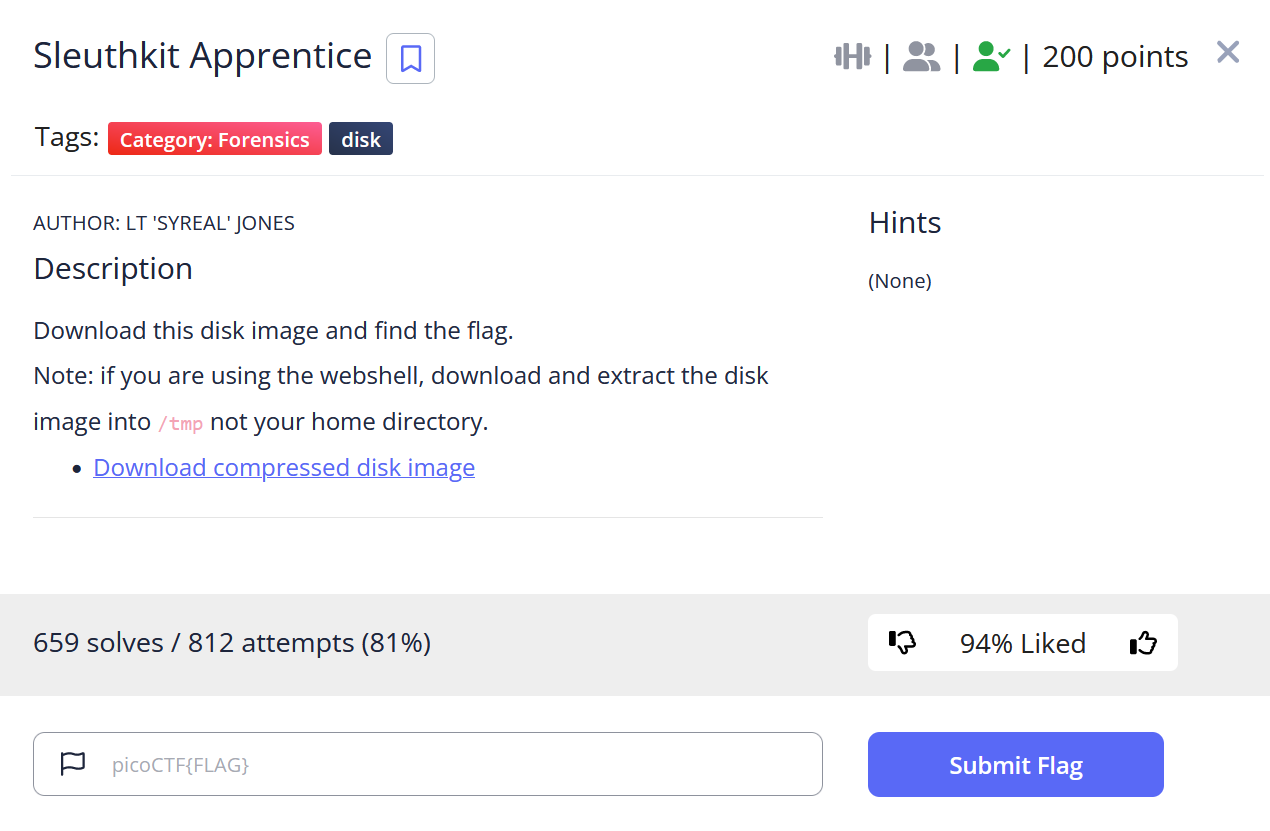 Sleuthkit Apprentice
| | | 200 points
Tags: Category: Forensics disk
AUTHOR: LT 'SYREAL' JONES
Description
Download this disk image and find the flag.
Note: if you are using the webshell, download and extract the disk
image into /tmp not your home directory.
• Download compressed disk image
Hints
(None)
659 solves / 812 attempts (81%)
94% Liked
picoCTF{FLAG}
Submit Flag